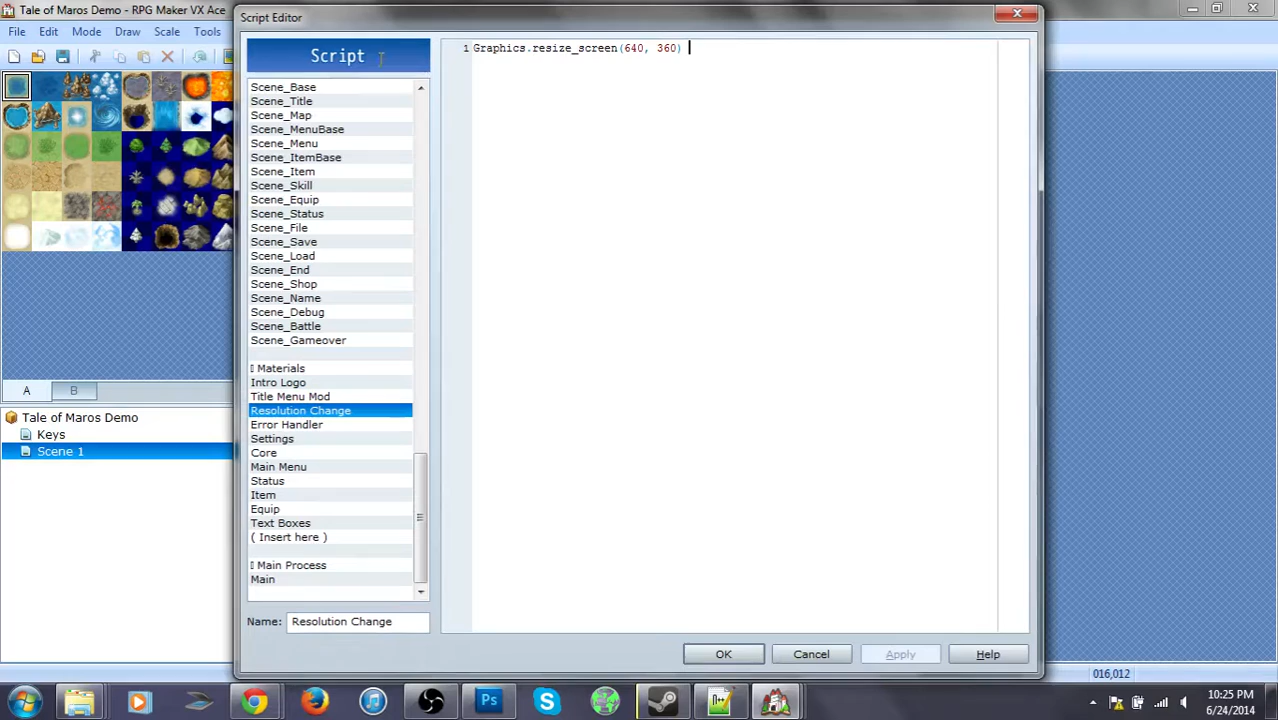 Tale of Maros Demo - RPG Maker VX Ace
File Edit Mode Draw Scale Tools
Script Editor
Script
1 Graphics.resize_screen(640, 360)
Scene_Base
Scene_Title
Scene_Map
Scene_MenuBase
Scene_Menu
Scene_ItemBase
Scene_Item
Scene_Skill
Scene_Equip
Scene_Status
Scene_File
Scene_Save
Scene_Load
Scene_End
Scene_Shop
Scene_Name
Scene_Debug
Scene_Battle
Scene_Gameover
Materials
Intro Logo
Title Menu Mod
Resolution Change
Error Handler
Settings
Core
Main Menu
Status
Item
Equip
Text Boxes
( Insert here )
Main Process
Main
Name: Resolution Change
OK Cancel Apply Help
A B
Tale of Maros Demo
Keys
Scene 1
016,012
Ps
10:25 PM
6/24/2014